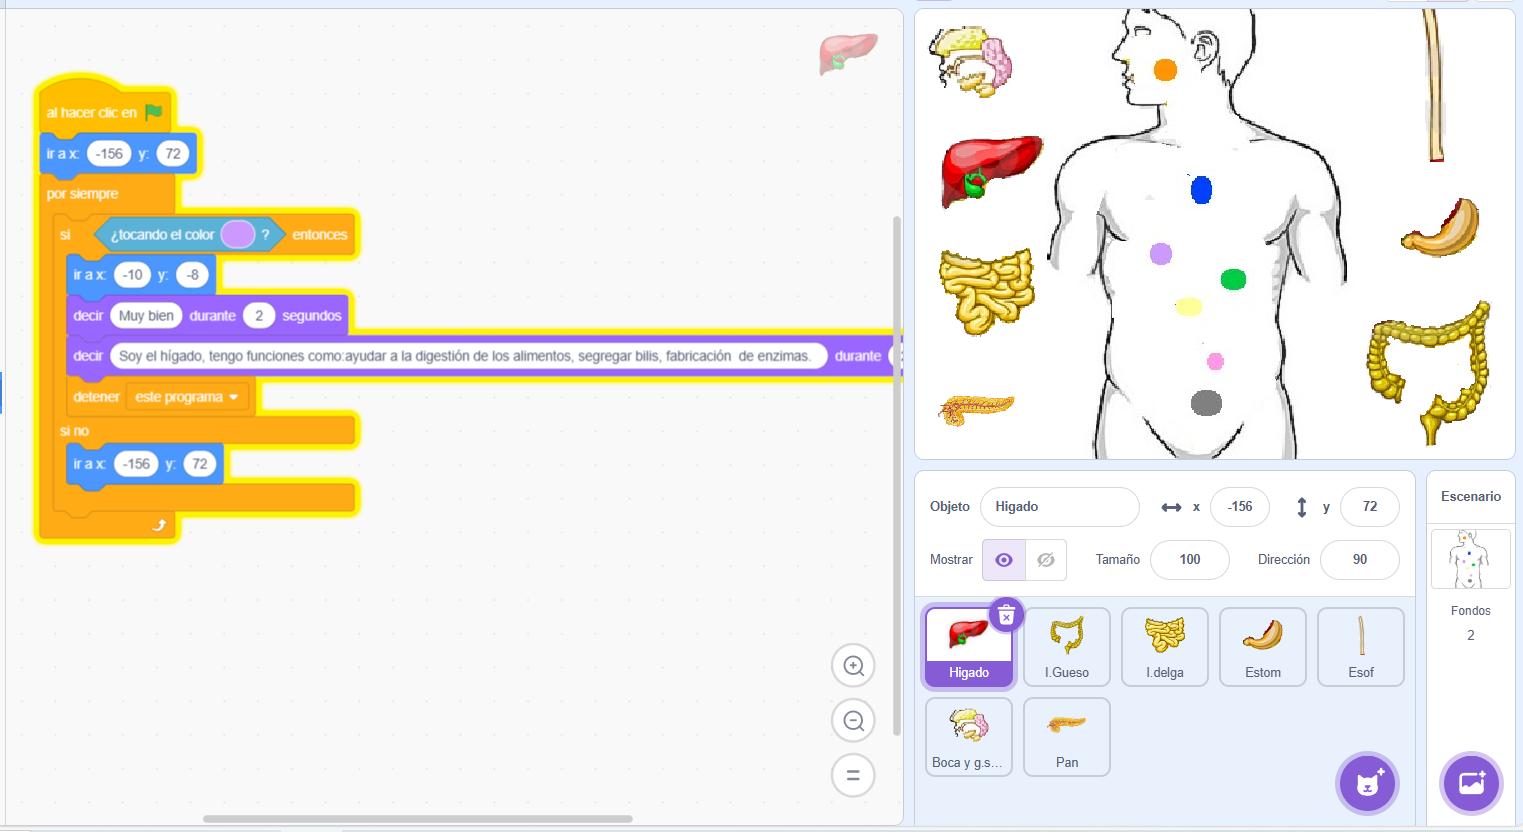 al hacer clic en
ir a x: -156 y: 72
por siempre
si ¿tocando el color ? entonces
ir a x: -10 y: -8
decir Muy bien durante 2 segundos
decir Soy el hígado, tengo funciones como:ayudar a la digestión de los alimentos, segregar bilis, fabricación de enzimas. durante
detener este programa
si no
ir a x: -156 y: 72
Objeto Higado x -156 y 72
Mostrar Tamaño 100 Dirección 90
Escenario
Fondos
2
Higado I.Gueso I.delga Estom Esof
Boca y g.s... Pan